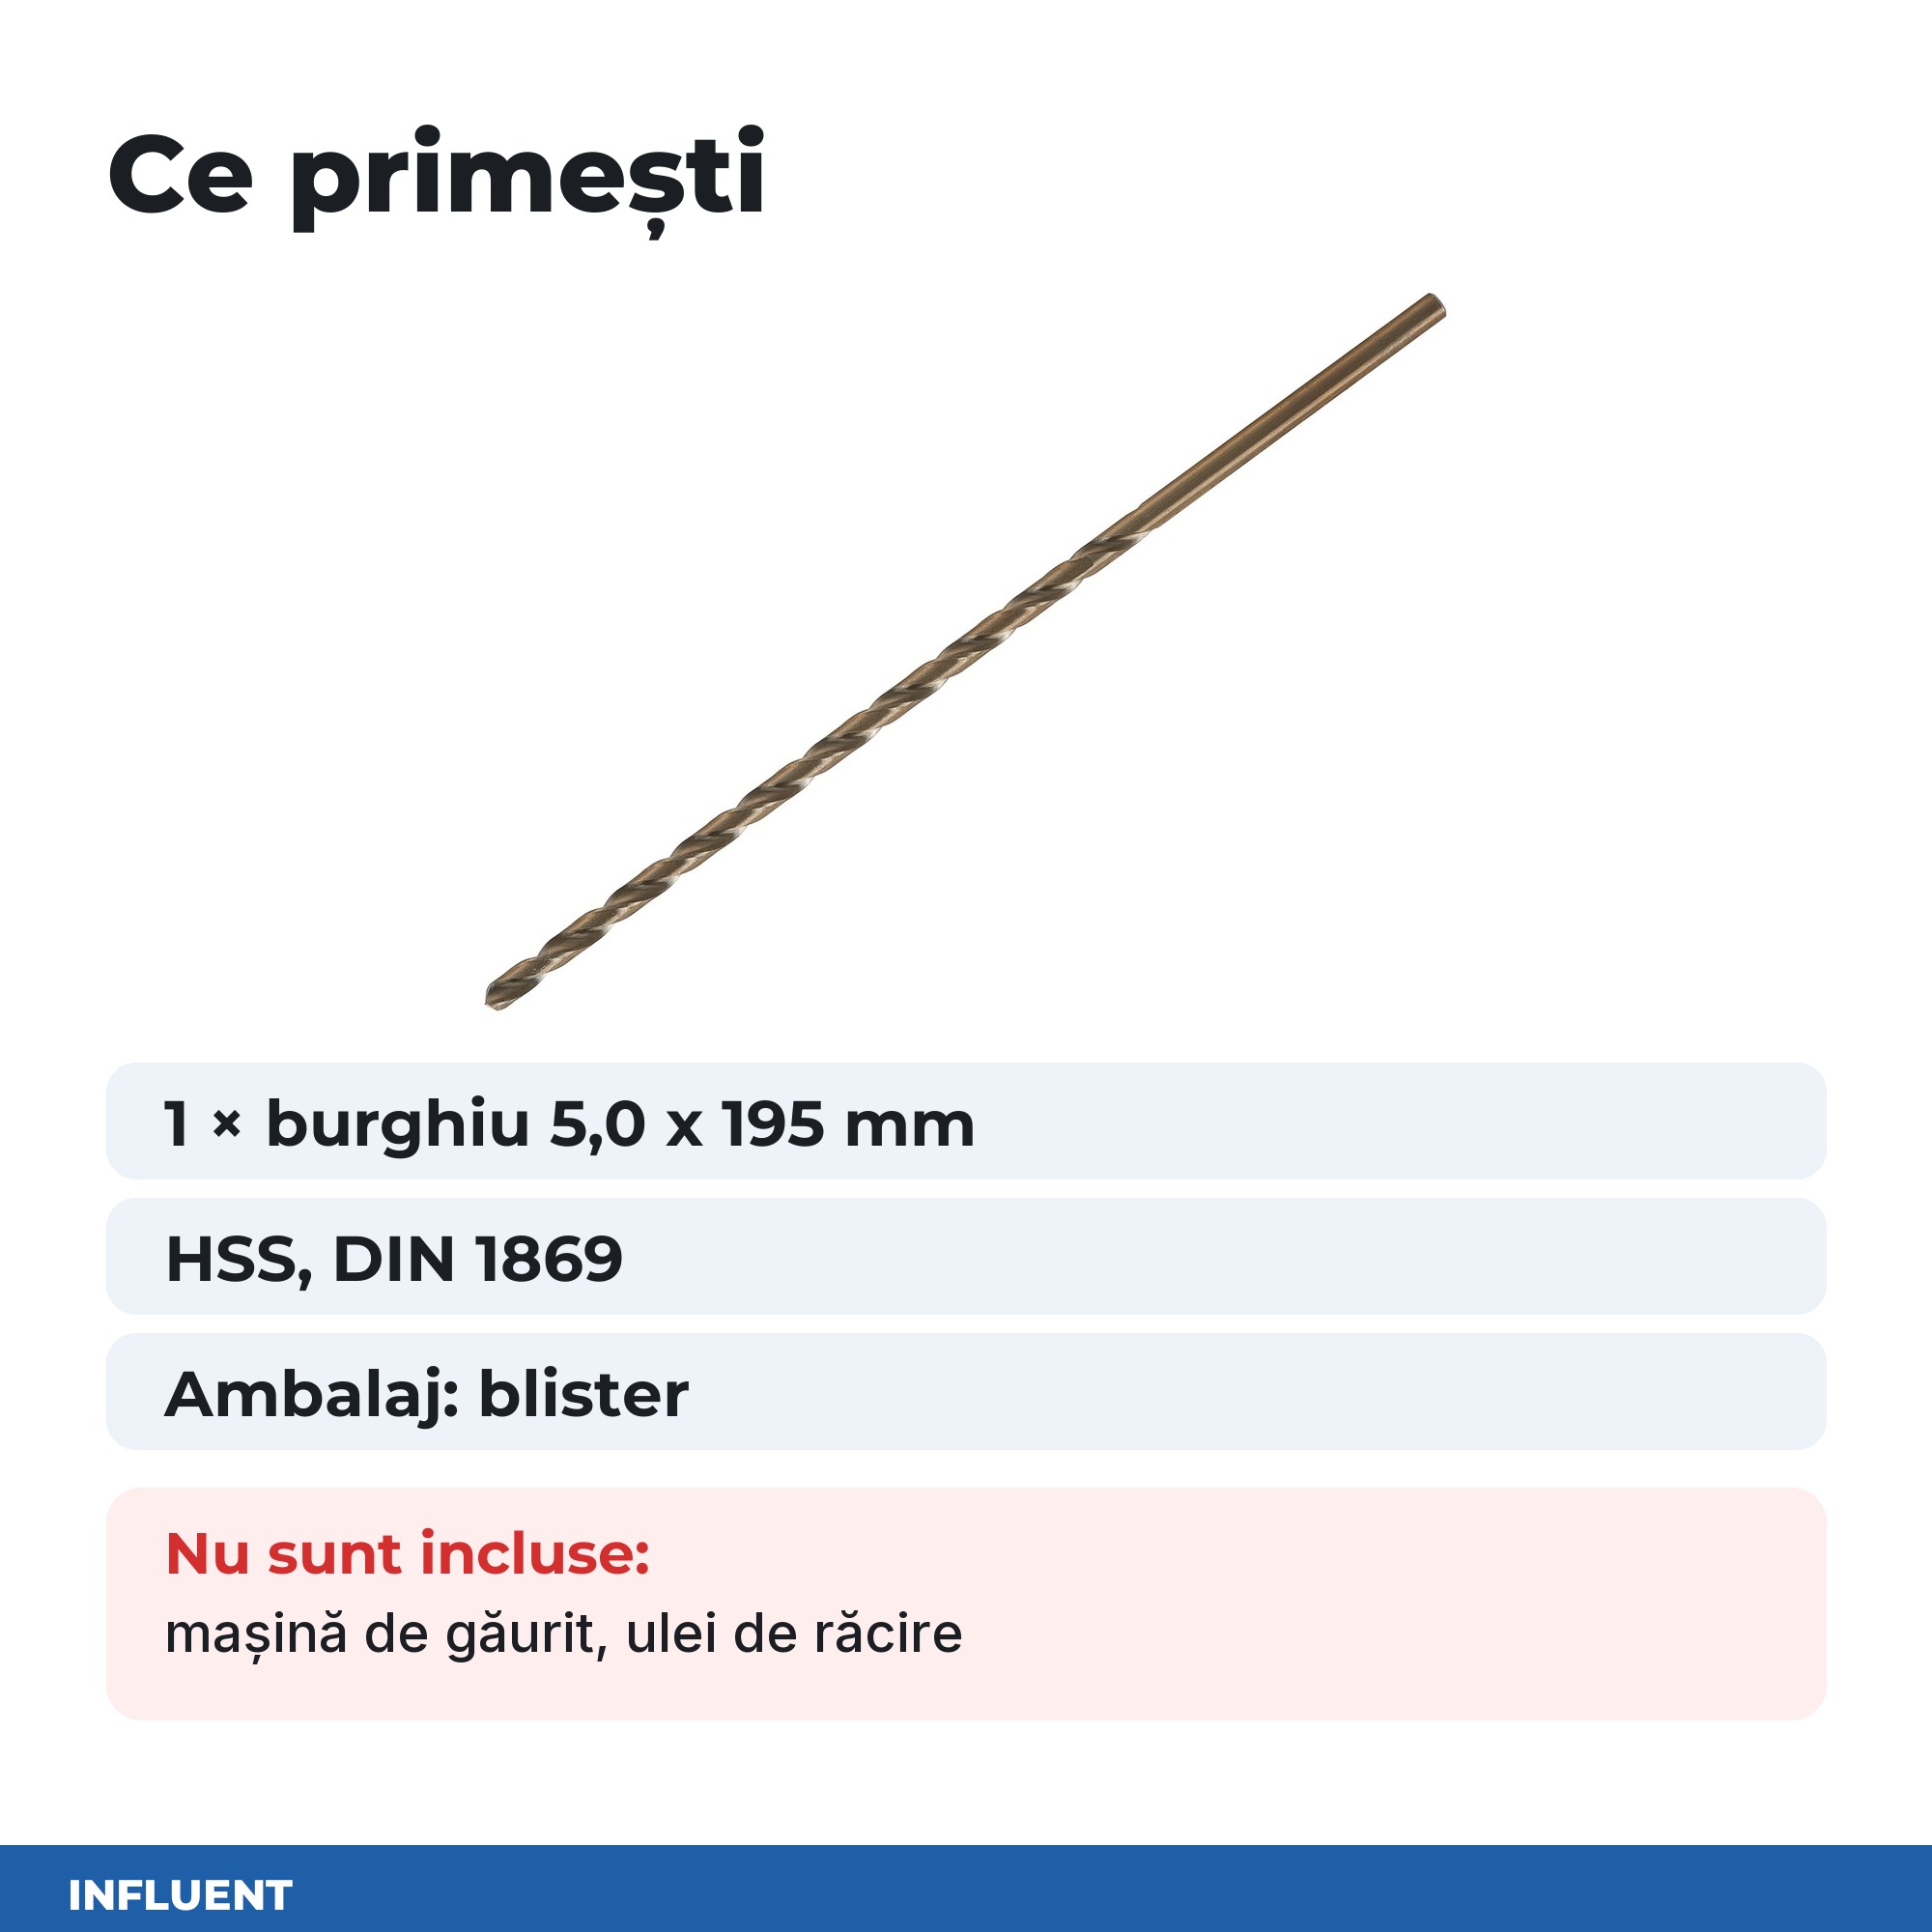 Ce primești
1 × burghiu 5,0 x 195 mm
HSS, DIN 1869
Ambalaj: blister
Nu sunt incluse:
mașină de găurit, ulei de răcire
INFLUENT